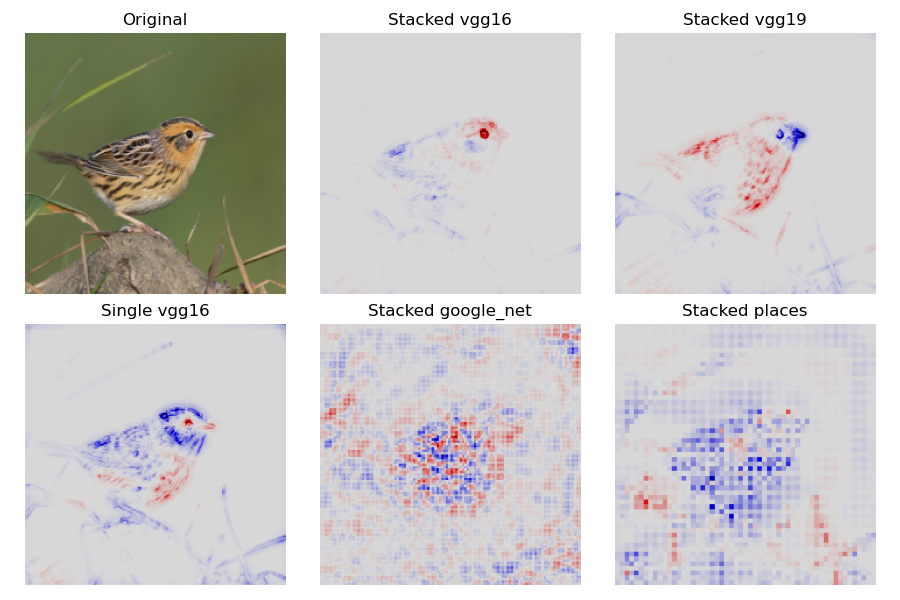 Original
Stacked vgg16
Stacked vgg19
Single vgg16
Stacked google_net
Stacked places